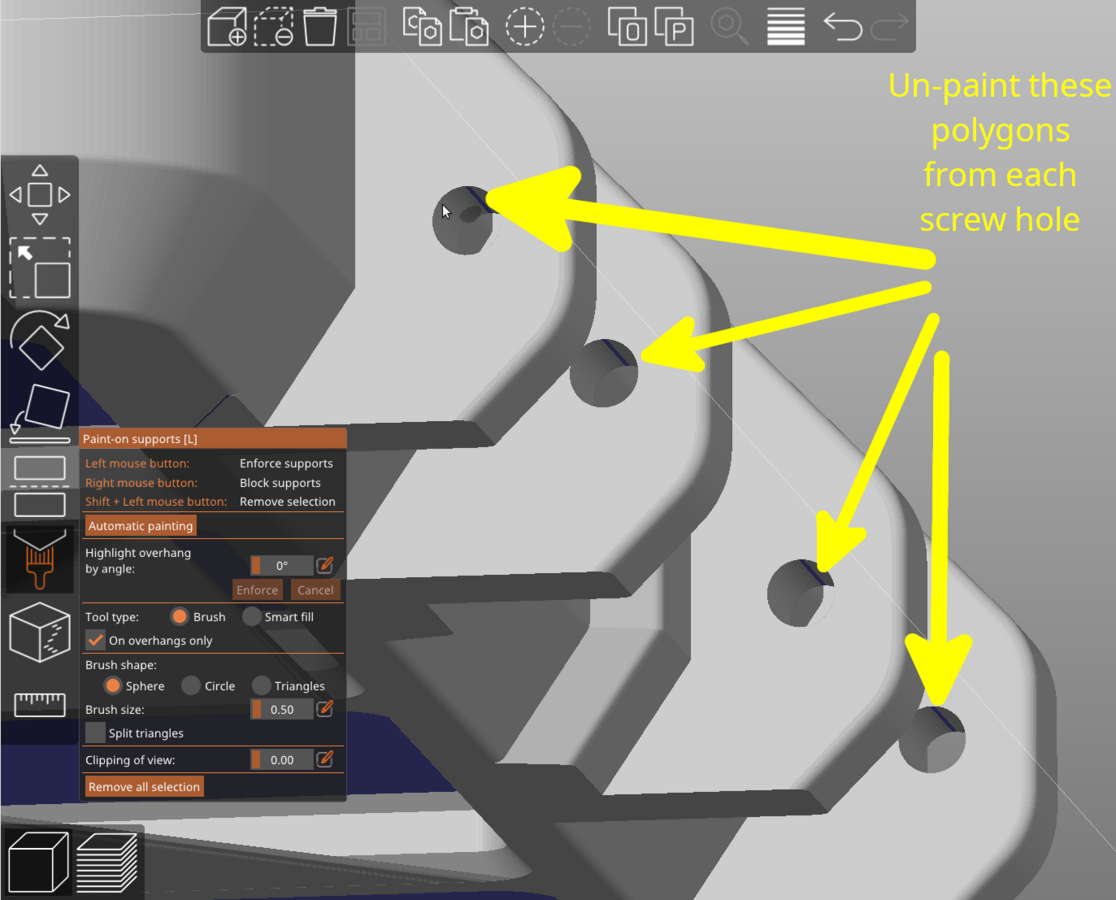 Un-paint these
polygons
from each
screw hole
Paint-on supports [L]
Left mouse button: Enforce supports
Right mouse button: Block supports
Shift + Left mouse button: Remove selection
Automatic painting
Highlight overhang
by angle: 0°
Enforce Cancel
Tool type: Brush Smart fill
On overhangs only
Brush shape:
Sphere Circle Triangles
Brush size: 0.50
Split triangles
Clipping of view: 0.00
Remove all selection